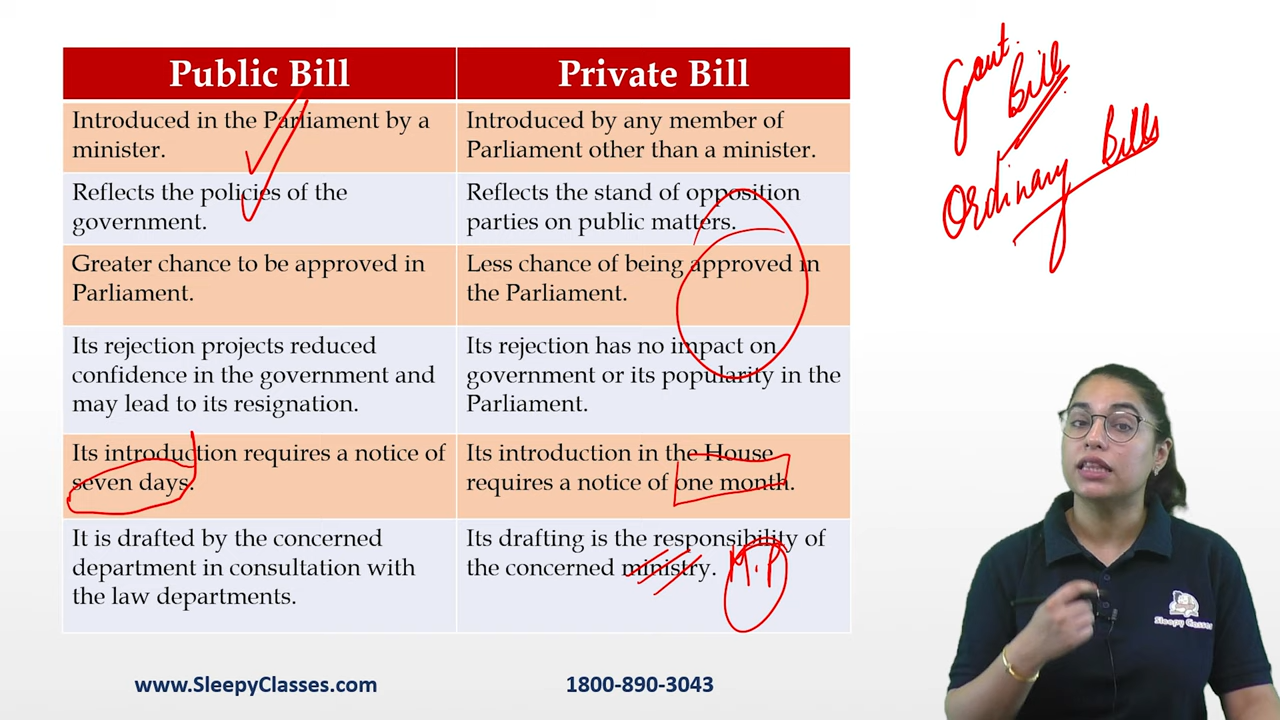 Public Bill
Private Bill
Introduced in the Parliament by a
minister.
Introduced by any member of
Parliament other than a minister.
Reflects the policies of the
government.
Reflects the stand of opposition
parties on public matters.
Greater chance to be approved in
Parliament.
Less chance of being approved in
the Parliament.
Its rejection projects reduced
confidence in the government and
may lead to its resignation.
Its rejection has no impact on
government or its popularity in the
Parliament.
Its introduction requires a notice of
seven days.
Its introduction in the House
requires a notice of one month.
It is drafted by the concerned
department in consultation with
the law departments.
Its drafting is the responsibility of
the concerned ministry.
M.P
Govt.
Bills
Ordinary Bills
Sleepy Classes
www.SleepyClasses.com
1800-890-3043